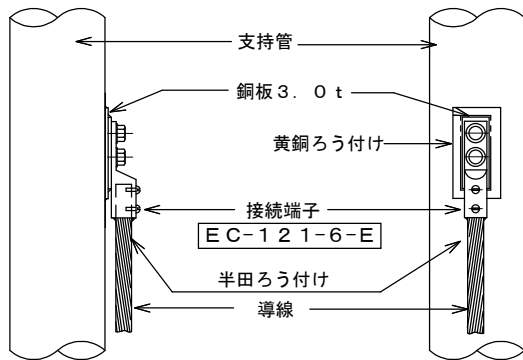 支持管
銅板３．０ｔ
黄銅ろう付け
接続端子
ＥＣ−１２１−６−Ｅ
半田ろう付け
導線